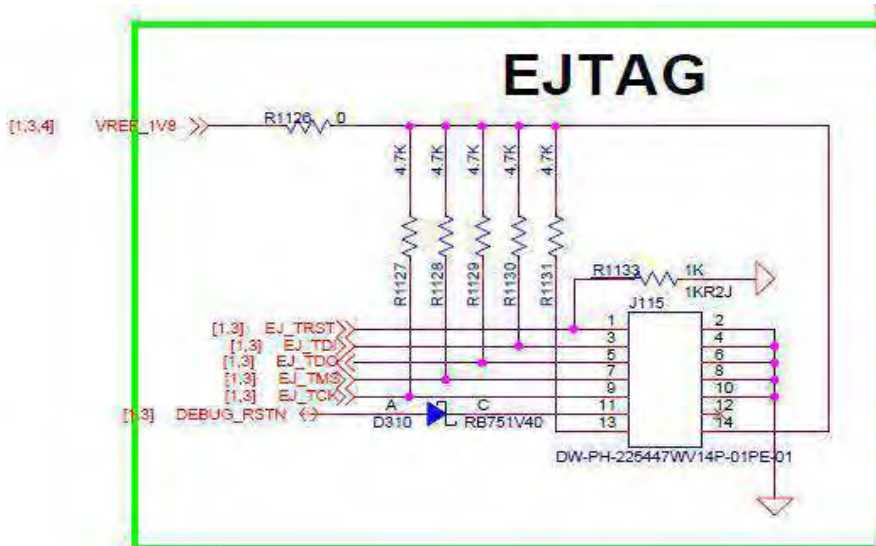 EJTAG
[1,3,4] VREF_1V8 R1126 0
4.7K 4.7K 4.7K 4.7K 4.7K
R1127 R1128 R1129 R1130 R1131
R1133 1K
1KR2J
J115
[1,3] EJ_TRST 1 2
[1,3] EJ_TDI 3 4
[1,3] EJ_TDO 5 6
[1,3] EJ_TMS 7 8
[1,3] EJ_TCK 9 10
[1,3] DEBUG_RSTN A C 11 12
D310 RB751V40 13 14
DW-PH-225447WV14P-01PE-01